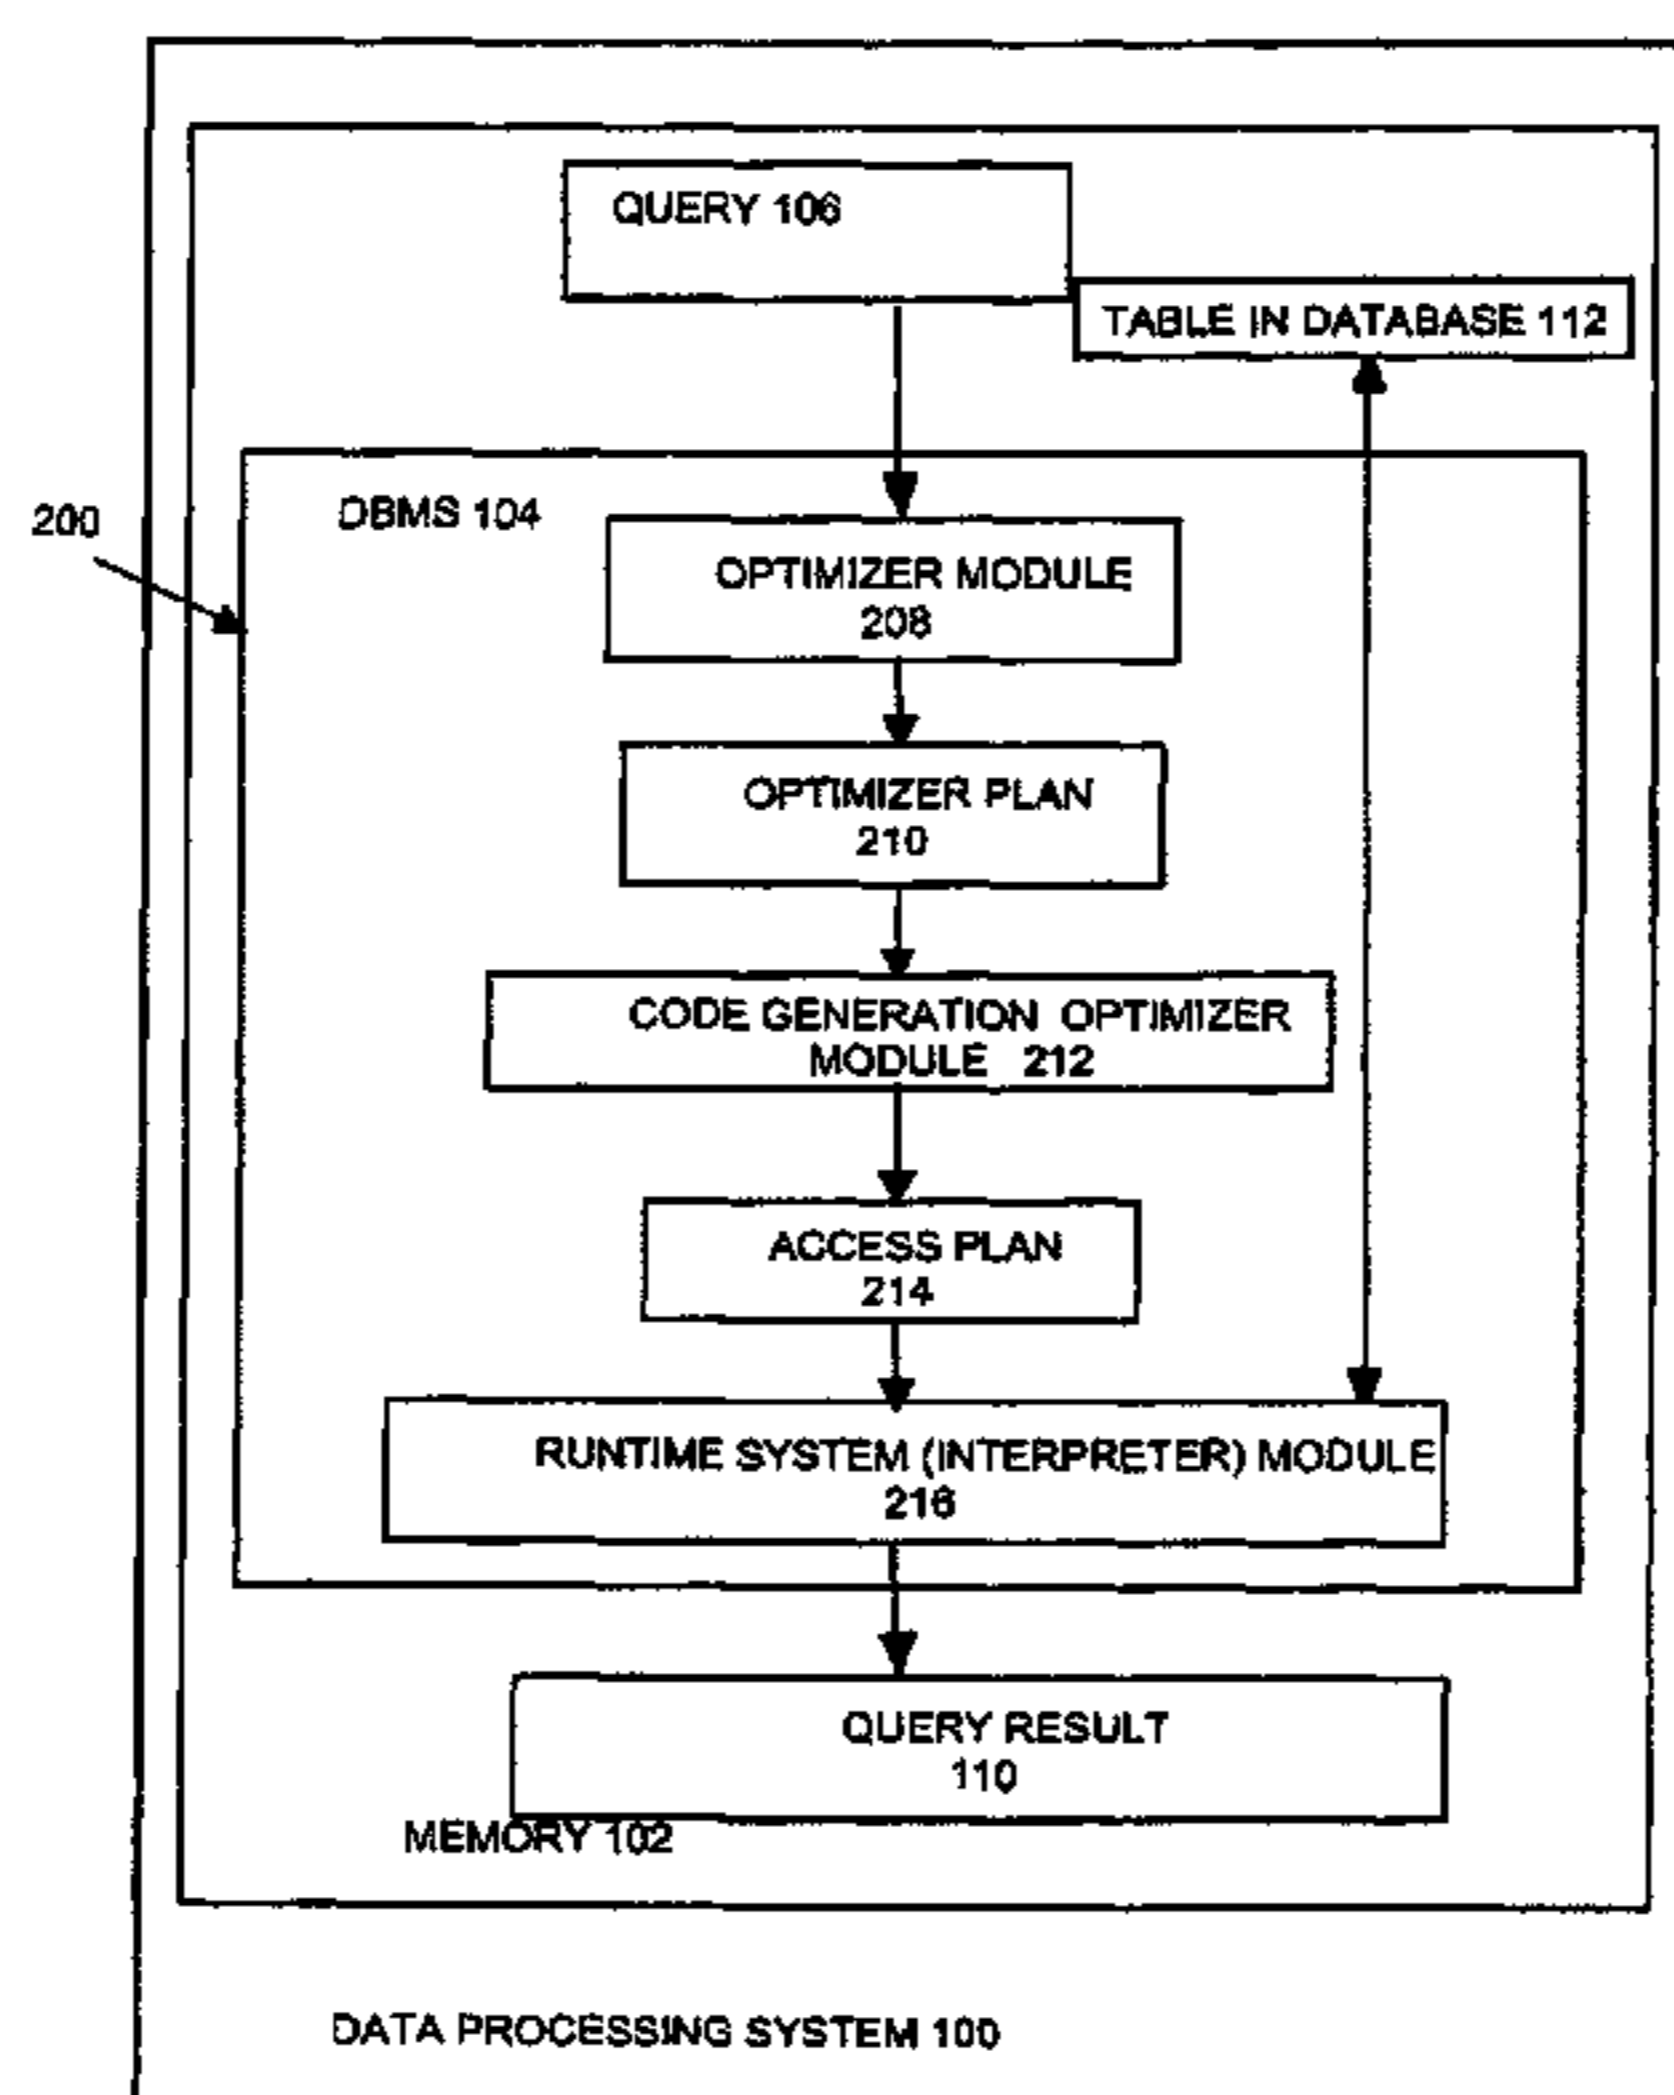 QUERY 106
TABLE IN DATABASE 112
200
DBMS 104
OPTIMIZER MODULE
208
OPTIMIZER PLAN
210
CODE GENERATION OPTIMIZER
MODULE 212
ACCESS PLAN
214
RUNTIME SYSTEM (INTERPRETER) MODULE
216
QUERY RESULT
110
MEMORY 102
DATA PROCESSING SYSTEM 100